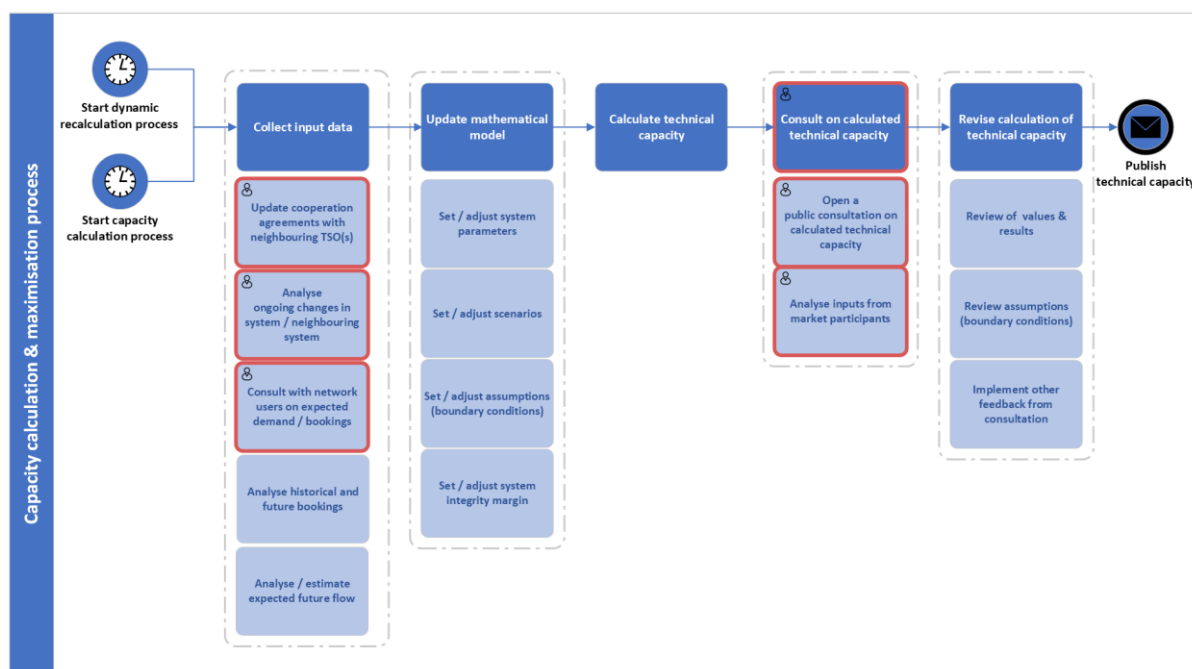 Capacity calculation & maximisation process
Start dynamic
recalculation process
Start capacity
calculation process
Collect input data
Update cooperation
agreements with
neighbouring TSO(s)
Analyse
ongoing changes in
system / neighbouring
system
Consult with network
users on expected
demand / bookings
Analyse historical and
future bookings
Analyse / estimate
expected future flow
Update mathematical
model
Set / adjust system
parameters
Set / adjust scenarios
Set / adjust assumptions
(boundary conditions)
Set / adjust system
integrity margin
Calculate technical
capacity
Consult on calculated
technical capacity
Open a
public consultation on
calculated technical
capacity
Analyse inputs from
market participants
Revise calculation of
technical capacity
Review of values &
results
Review assumptions
(boundary conditions)
Implement other
feedback from
consultation
Publish
technical capacity